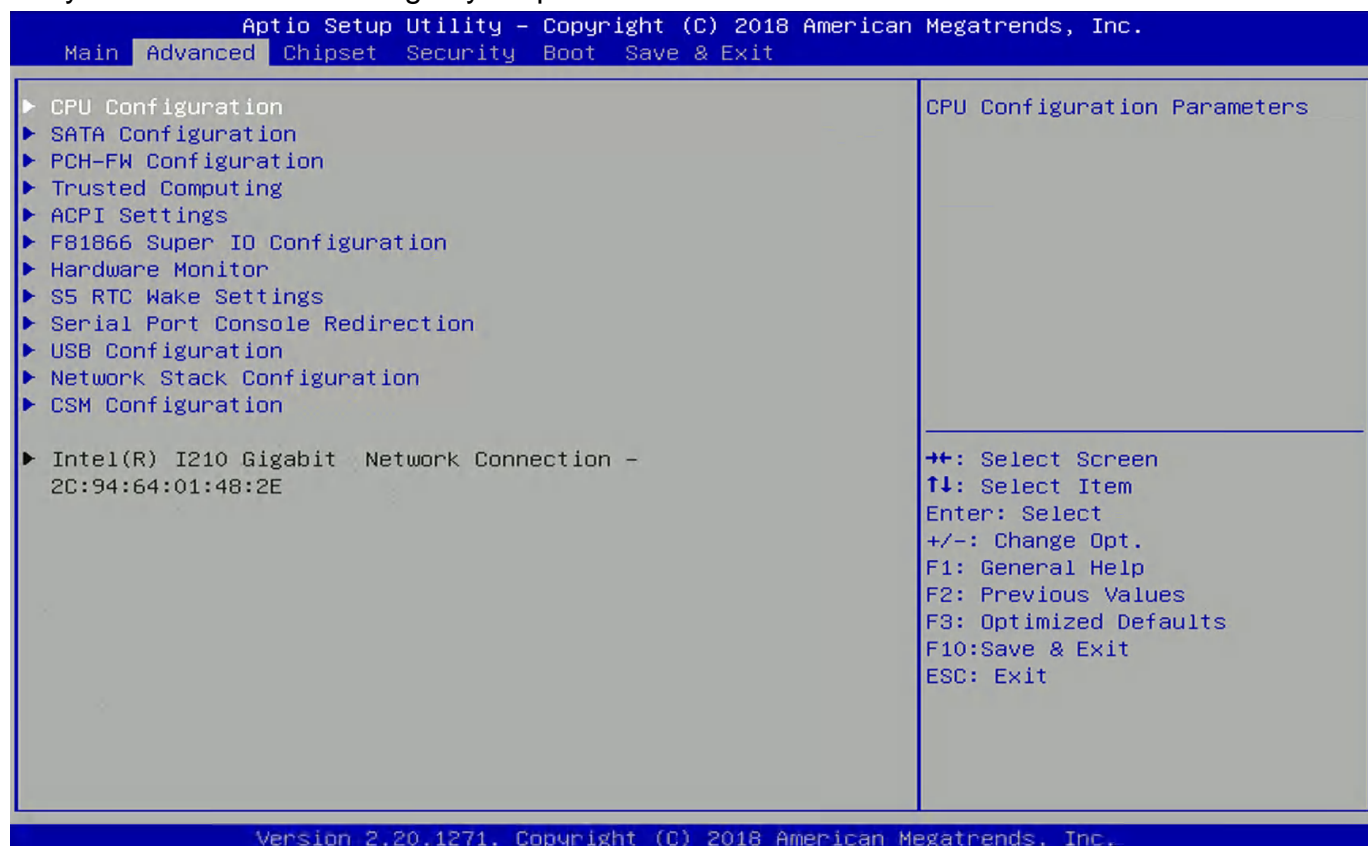 Aptio Setup Utility – Copyright (C) 2018 American Megatrends, Inc.
Main Advanced Chipset Security Boot Save & Exit
▶ CPU Configuration
▶ SATA Configuration
▶ PCH-FW Configuration
▶ Trusted Computing
▶ ACPI Settings
▶ F81866 Super IO Configuration
▶ Hardware Monitor
▶ S5 RTC Wake Settings
▶ Serial Port Console Redirection
▶ USB Configuration
▶ Network Stack Configuration
▶ CSM Configuration
▶ Intel(R) I210 Gigabit Network Connection –
2C:94:64:01:48:2E
CPU Configuration Parameters
→←: Select Screen
↑↓: Select Item
Enter: Select
+/-: Change Opt.
F1: General Help
F2: Previous Values
F3: Optimized Defaults
F10:Save & Exit
ESC: Exit
Version 2.20.1271. Copyright (C) 2018 American Megatrends, Inc.